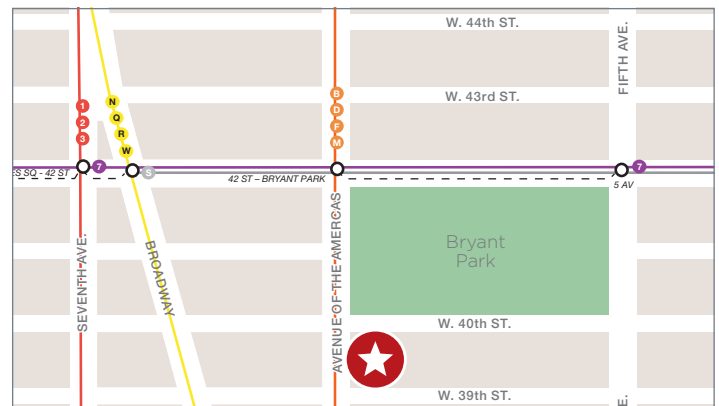 W. 44th ST.
FIFTH AVE.
W. 43rd ST.
N
Q
R
W
1
2
3
B
D
F
M
ES SQ - 42 ST
7
S
42 ST – BRYANT PARK
7
5 AV
SEVENTH AVE.
BROADWAY
AVENUE OF THE AMERCAS
Bryant
Park
W. 40th ST.
W. 39th ST.
E.